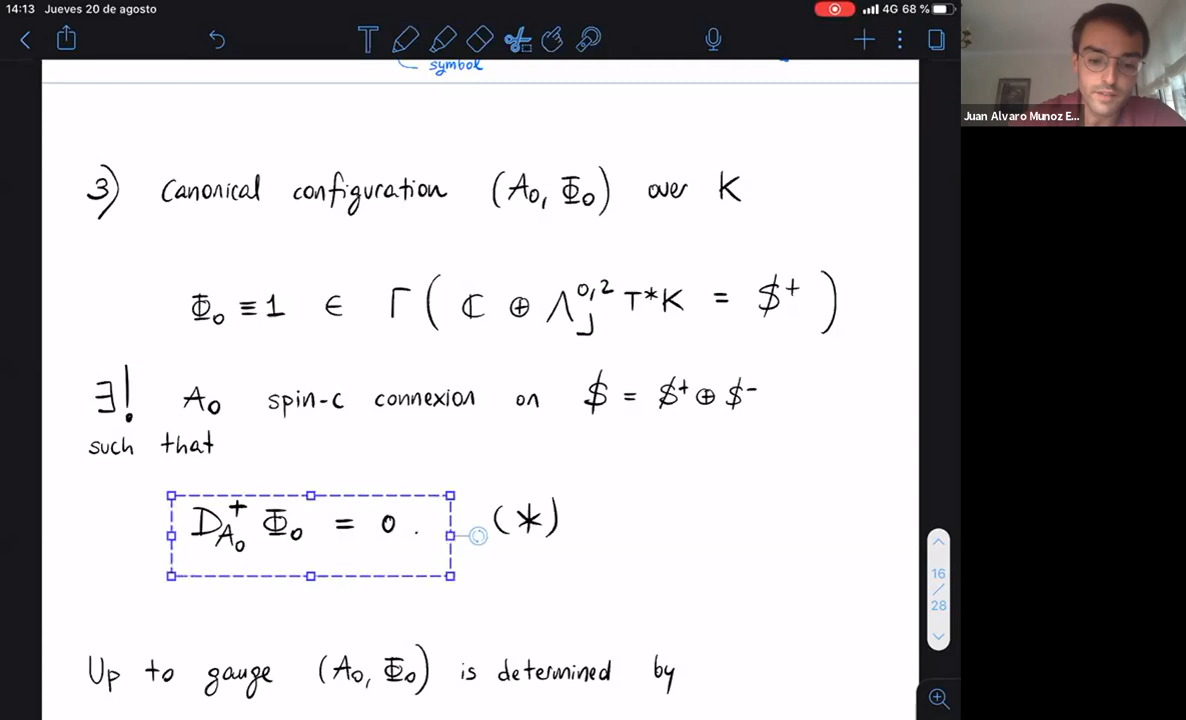 14:13 Jueves 20 de agosto
4G 68 %
symbol
Juan Alvaro Munoz E...
3) Canonical configuration (A₀, Φ₀) over K
Φ₀ ≡ 1 ∈ Γ( ℂ ⊕ Λ_J^{0,2} T*K = $⁺ )
∃! A₀ spin-c connexion on $ = $⁺ ⊕ $⁻
such that
D⁺_{A₀} Φ₀ = 0 . (*)
16
/
28
Up to gauge (A₀, Φ₀) is determined by